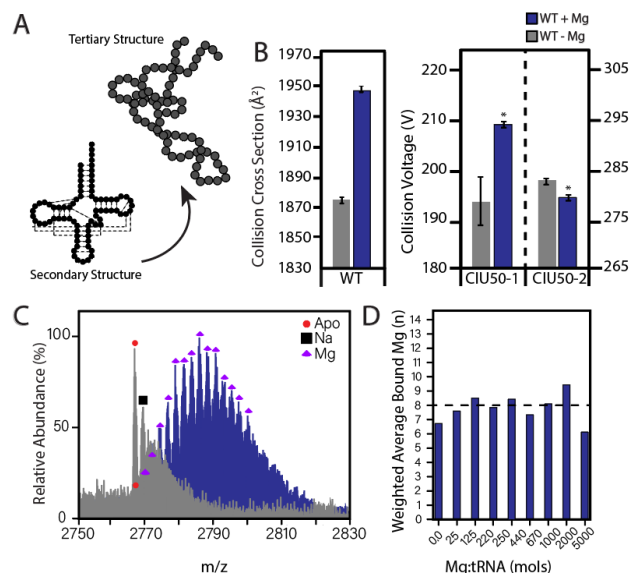 A
Tertiary Structure
Secondary Structure
B
WT + Mg
WT - Mg
Collision Cross Section (Å²)
1970
1950
1930
1910
1890
1870
1850
1830
WT
Collision Voltage (V)
220
210
200
190
180
305
295
285
275
265
*
*
CIU50-1
CIU50-2
C
Apo
Na
Mg
Relative Abundance (%)
100
50
0
2750
2770
2790
2810
2830
m/z
D
Weighted Average Bound Mg (n)
14
13
12
11
10
9
8
7
6
5
4
3
2
1
0
0.0
25
125
220
250
440
670
1000
2000
5000
Mg:tRNA (mols)